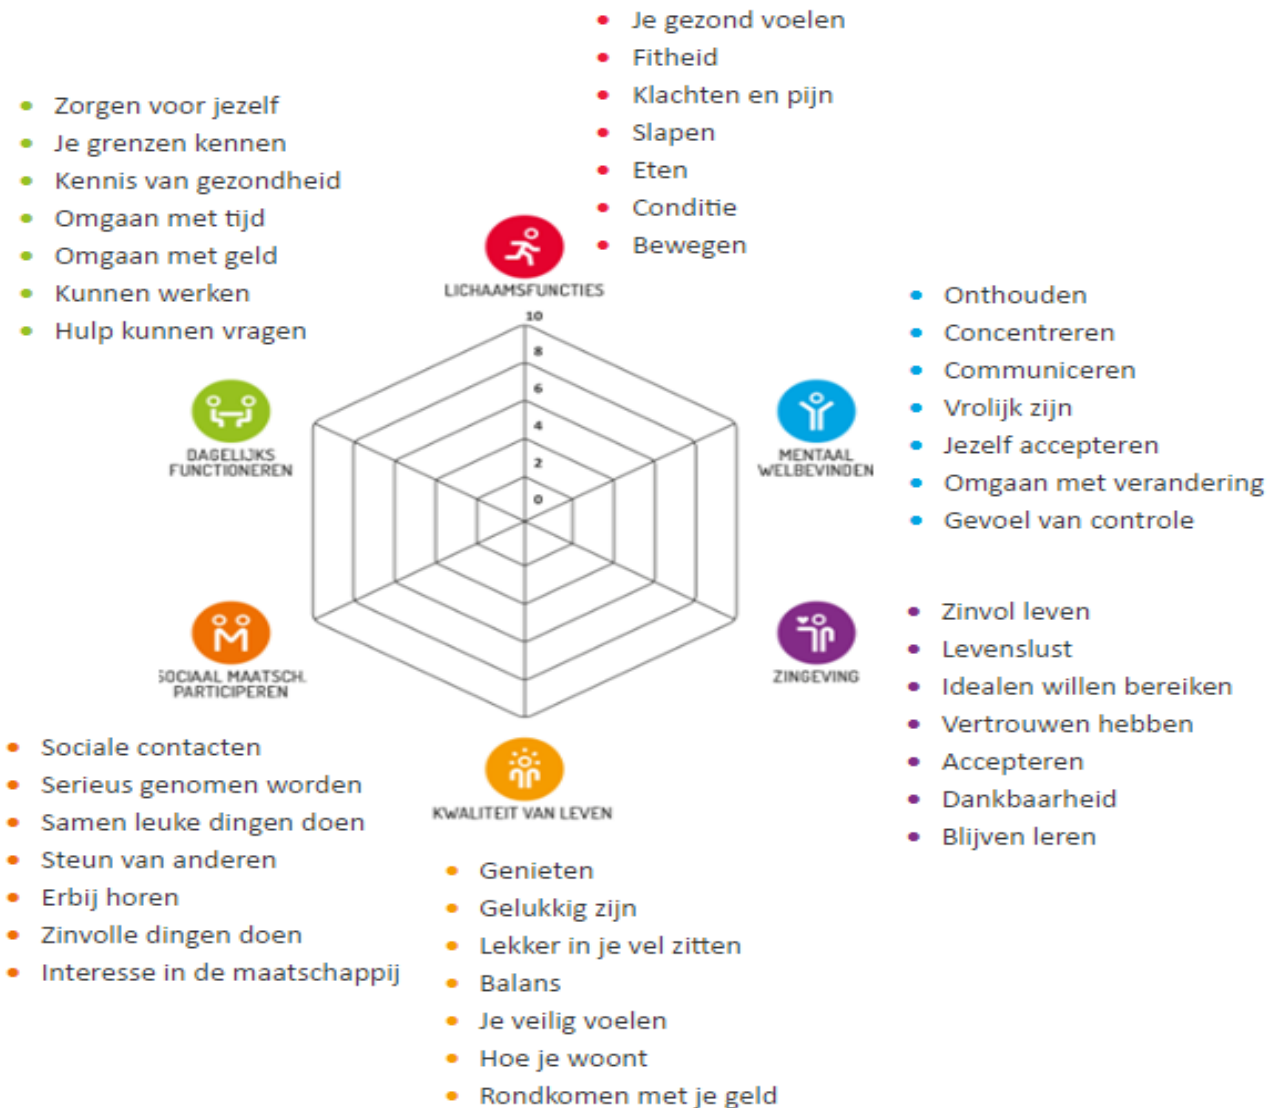 Je gezond voelen
Fitheid
Klachten en pijn
Slapen
Eten
Conditie
Bewegen
Zorgen voor jezelf
Je grenzen kennen
Kennis van gezondheid
Omgaan met tijd
Omgaan met geld
Kunnen werken
Hulp kunnen vragen
LICHAAMSFUNCTIES
10
8
6
4
2
0
Onthouden
Concentreren
Communiceren
Vrolijk zijn
Jezelf accepteren
Omgaan met verandering
Gevoel van controle
DAGELIJKS
FUNCTIONEREN
MENTAAL
WELBEVINDEN
SOCIAAL MAATSCH.
PARTICIPEREN
ZINGEVING
Zinvol leven
Levenslust
Idealen willen bereiken
Vertrouwen hebben
Accepteren
Dankbaarheid
Blijven leren
Sociale contacten
Serieus genomen worden
Samen leuke dingen doen
Steun van anderen
Erbij horen
Zinvolle dingen doen
Interesse in de maatschappij
KWALITEIT VAN LEVEN
Genieten
Gelukkig zijn
Lekker in je vel zitten
Balans
Je veilig voelen
Hoe je woont
Rondkomen met je geld